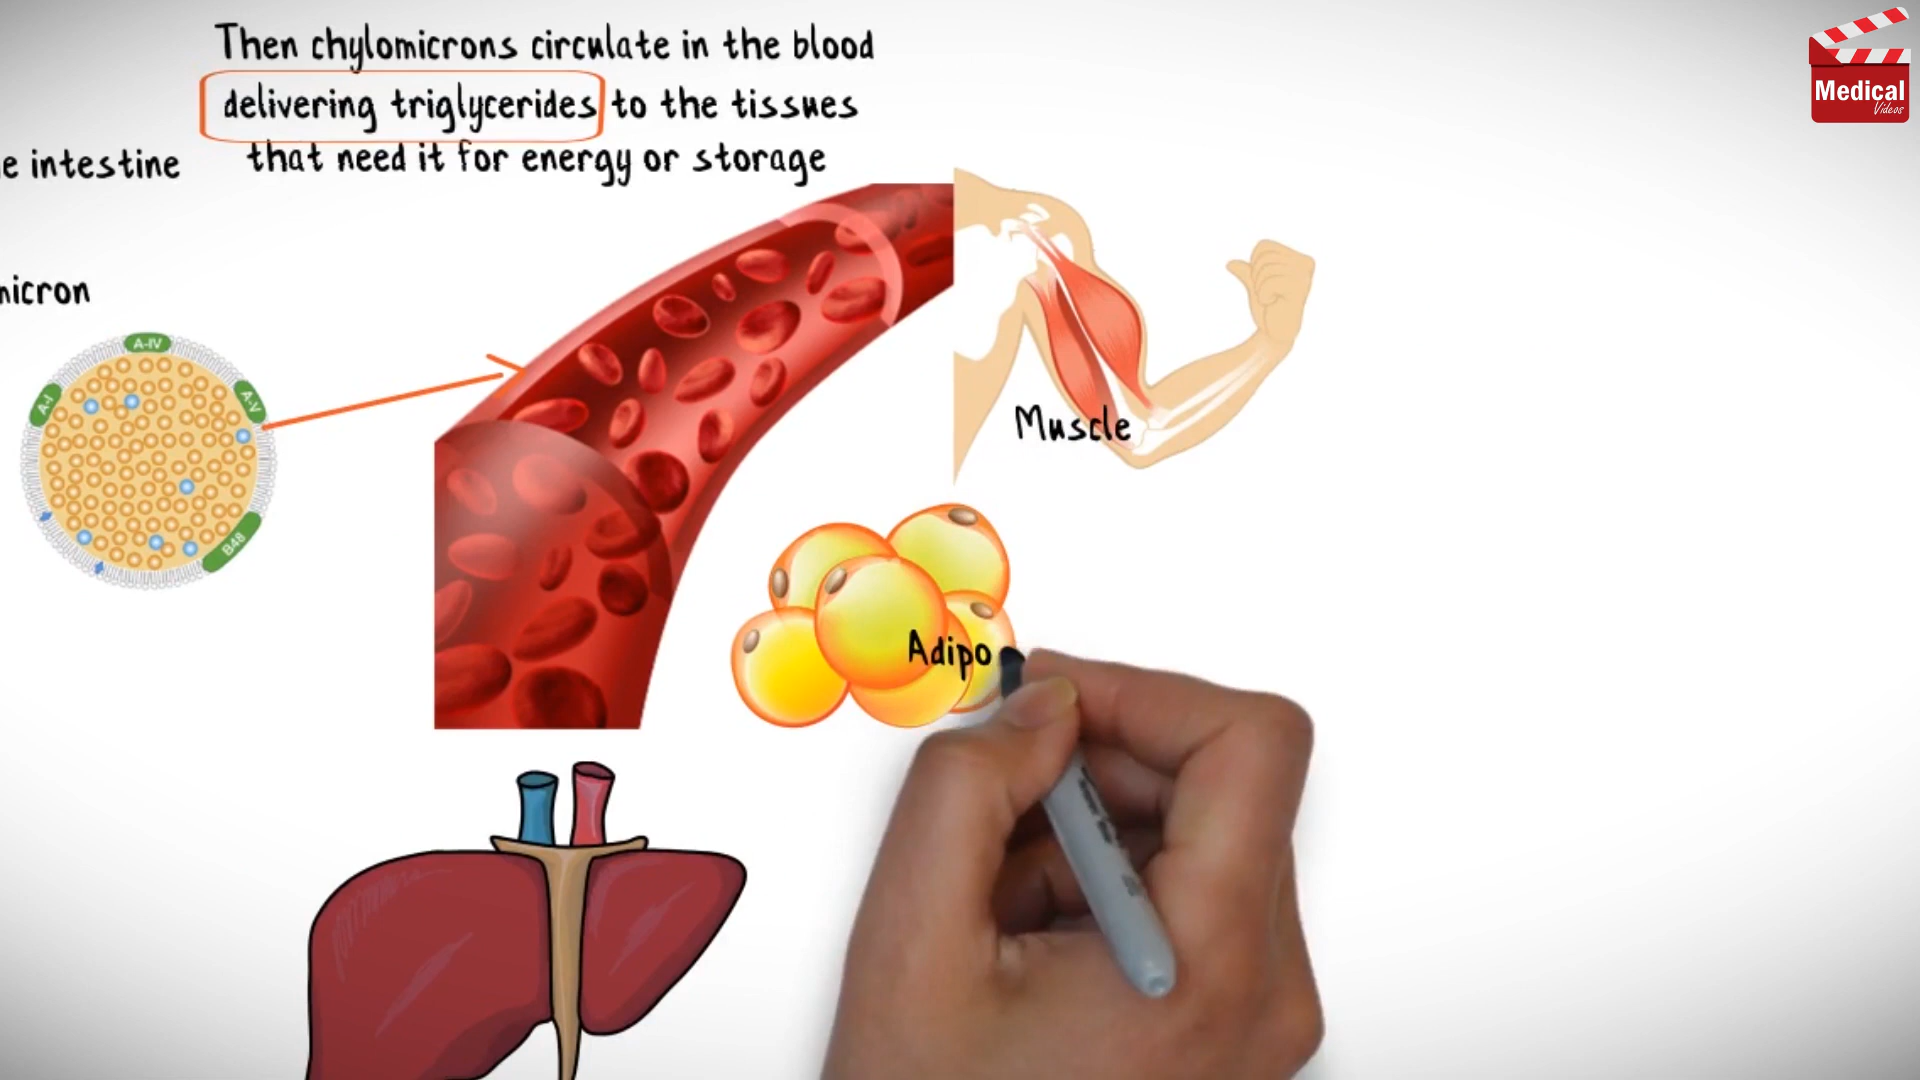 Then chylomicrons circulate in the blood
delivering triglycerides to the tissues
that need it for energy or storage
e intestine
micron
A-IV
A-I
A-V
B48
Muscle
Adipo
Medical
Videos